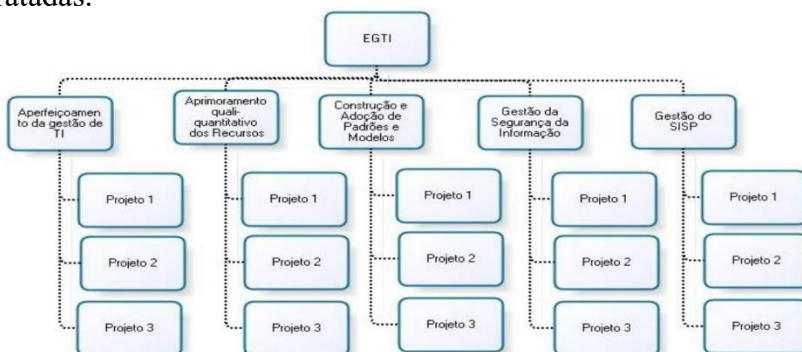 EGTI
Aperfeiçoamen
to da gestão de
TI
Aprimoramento
quali-
quantitativo
dos Recursos
Construção e
Adoção de
Padrões e
Modelos
Gestão da
Segurança da
Informação
Gestão do
SISP
Projeto 1
Projeto 1
Projeto 1
Projeto 1
Projeto 1
Projeto 2
Projeto 2
Projeto 2
Projeto 2
Projeto 2
Projeto 3
Projeto 3
Projeto 3
Projeto 3
Projeto 3